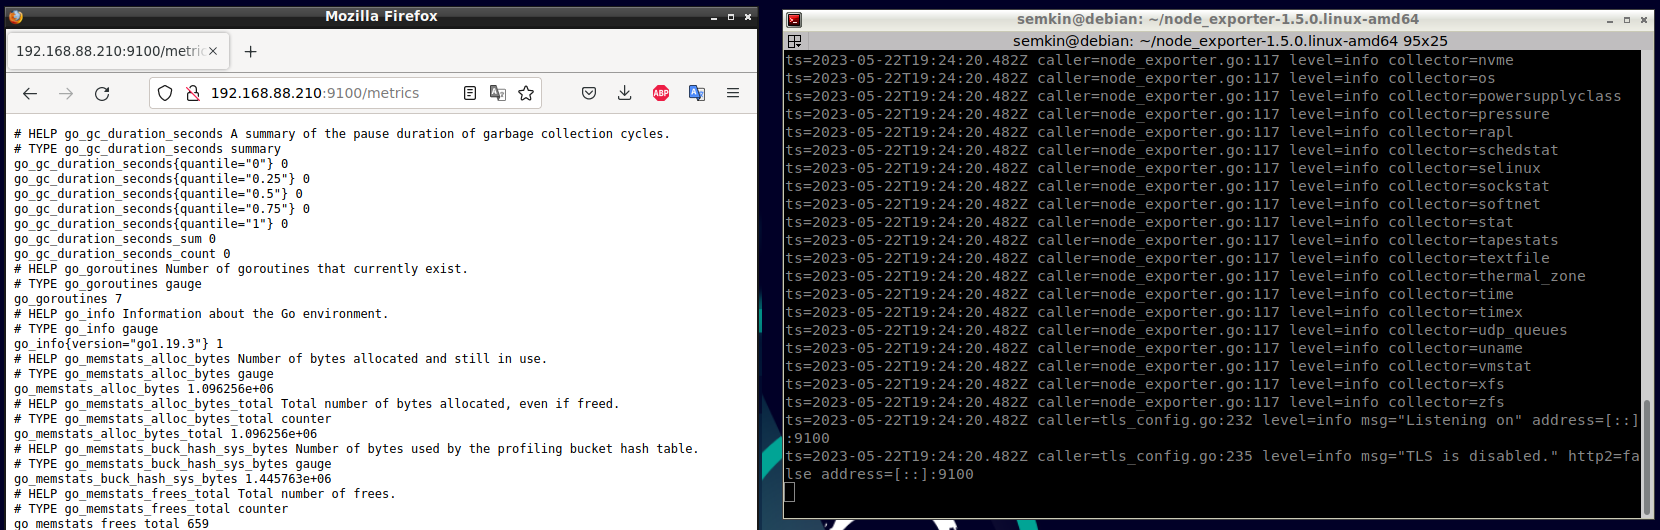 Mozilla Firefox
192.168.88.210:9100/metric
192.168.88.210:9100/metrics
ABP
# HELP go_gc_duration_seconds A summary of the pause duration of garbage collection cycles.
# TYPE go_gc_duration_seconds summary
go_gc_duration_seconds{quantile="0"} 0
go_gc_duration_seconds{quantile="0.25"} 0
go_gc_duration_seconds{quantile="0.5"} 0
go_gc_duration_seconds{quantile="0.75"} 0
go_gc_duration_seconds{quantile="1"} 0
go_gc_duration_seconds_sum 0
go_gc_duration_seconds_count 0
# HELP go_goroutines Number of goroutines that currently exist.
# TYPE go_goroutines gauge
go_goroutines 7
# HELP go_info Information about the Go environment.
# TYPE go_info gauge
go_info{version="go1.19.3"} 1
# HELP go_memstats_alloc_bytes Number of bytes allocated and still in use.
# TYPE go_memstats_alloc_bytes gauge
go_memstats_alloc_bytes 1.096256e+06
# HELP go_memstats_alloc_bytes_total Total number of bytes allocated, even if freed.
# TYPE go_memstats_alloc_bytes_total counter
go_memstats_alloc_bytes_total 1.096256e+06
# HELP go_memstats_buck_hash_sys_bytes Number of bytes used by the profiling bucket hash table.
# TYPE go_memstats_buck_hash_sys_bytes gauge
go_memstats_buck_hash_sys_bytes 1.445763e+06
# HELP go_memstats_frees_total Total number of frees.
# TYPE go_memstats_frees_total counter
go_memstats_frees_total 659
semkin@debian: ~/node_exporter-1.5.0.linux-amd64
semkin@debian: ~/node_exporter-1.5.0.linux-amd64 95x25
ts=2023-05-22T19:24:20.482Z caller=node_exporter.go:117 level=info collector=nvme
ts=2023-05-22T19:24:20.482Z caller=node_exporter.go:117 level=info collector=os
ts=2023-05-22T19:24:20.482Z caller=node_exporter.go:117 level=info collector=powersupplyclass
ts=2023-05-22T19:24:20.482Z caller=node_exporter.go:117 level=info collector=pressure
ts=2023-05-22T19:24:20.482Z caller=node_exporter.go:117 level=info collector=rapl
ts=2023-05-22T19:24:20.482Z caller=node_exporter.go:117 level=info collector=schedstat
ts=2023-05-22T19:24:20.482Z caller=node_exporter.go:117 level=info collector=selinux
ts=2023-05-22T19:24:20.482Z caller=node_exporter.go:117 level=info collector=sockstat
ts=2023-05-22T19:24:20.482Z caller=node_exporter.go:117 level=info collector=softnet
ts=2023-05-22T19:24:20.482Z caller=node_exporter.go:117 level=info collector=stat
ts=2023-05-22T19:24:20.482Z caller=node_exporter.go:117 level=info collector=tapestats
ts=2023-05-22T19:24:20.482Z caller=node_exporter.go:117 level=info collector=textfile
ts=2023-05-22T19:24:20.482Z caller=node_exporter.go:117 level=info collector=thermal_zone
ts=2023-05-22T19:24:20.482Z caller=node_exporter.go:117 level=info collector=time
ts=2023-05-22T19:24:20.482Z caller=node_exporter.go:117 level=info collector=timex
ts=2023-05-22T19:24:20.482Z caller=node_exporter.go:117 level=info collector=udp_queues
ts=2023-05-22T19:24:20.482Z caller=node_exporter.go:117 level=info collector=uname
ts=2023-05-22T19:24:20.482Z caller=node_exporter.go:117 level=info collector=vmstat
ts=2023-05-22T19:24:20.482Z caller=node_exporter.go:117 level=info collector=xfs
ts=2023-05-22T19:24:20.482Z caller=node_exporter.go:117 level=info collector=zfs
ts=2023-05-22T19:24:20.482Z caller=tls_config.go:232 level=info msg="Listening on" address=[::]
:9100
ts=2023-05-22T19:24:20.482Z caller=tls_config.go:235 level=info msg="TLS is disabled." http2=fa
lse address=[::]:9100